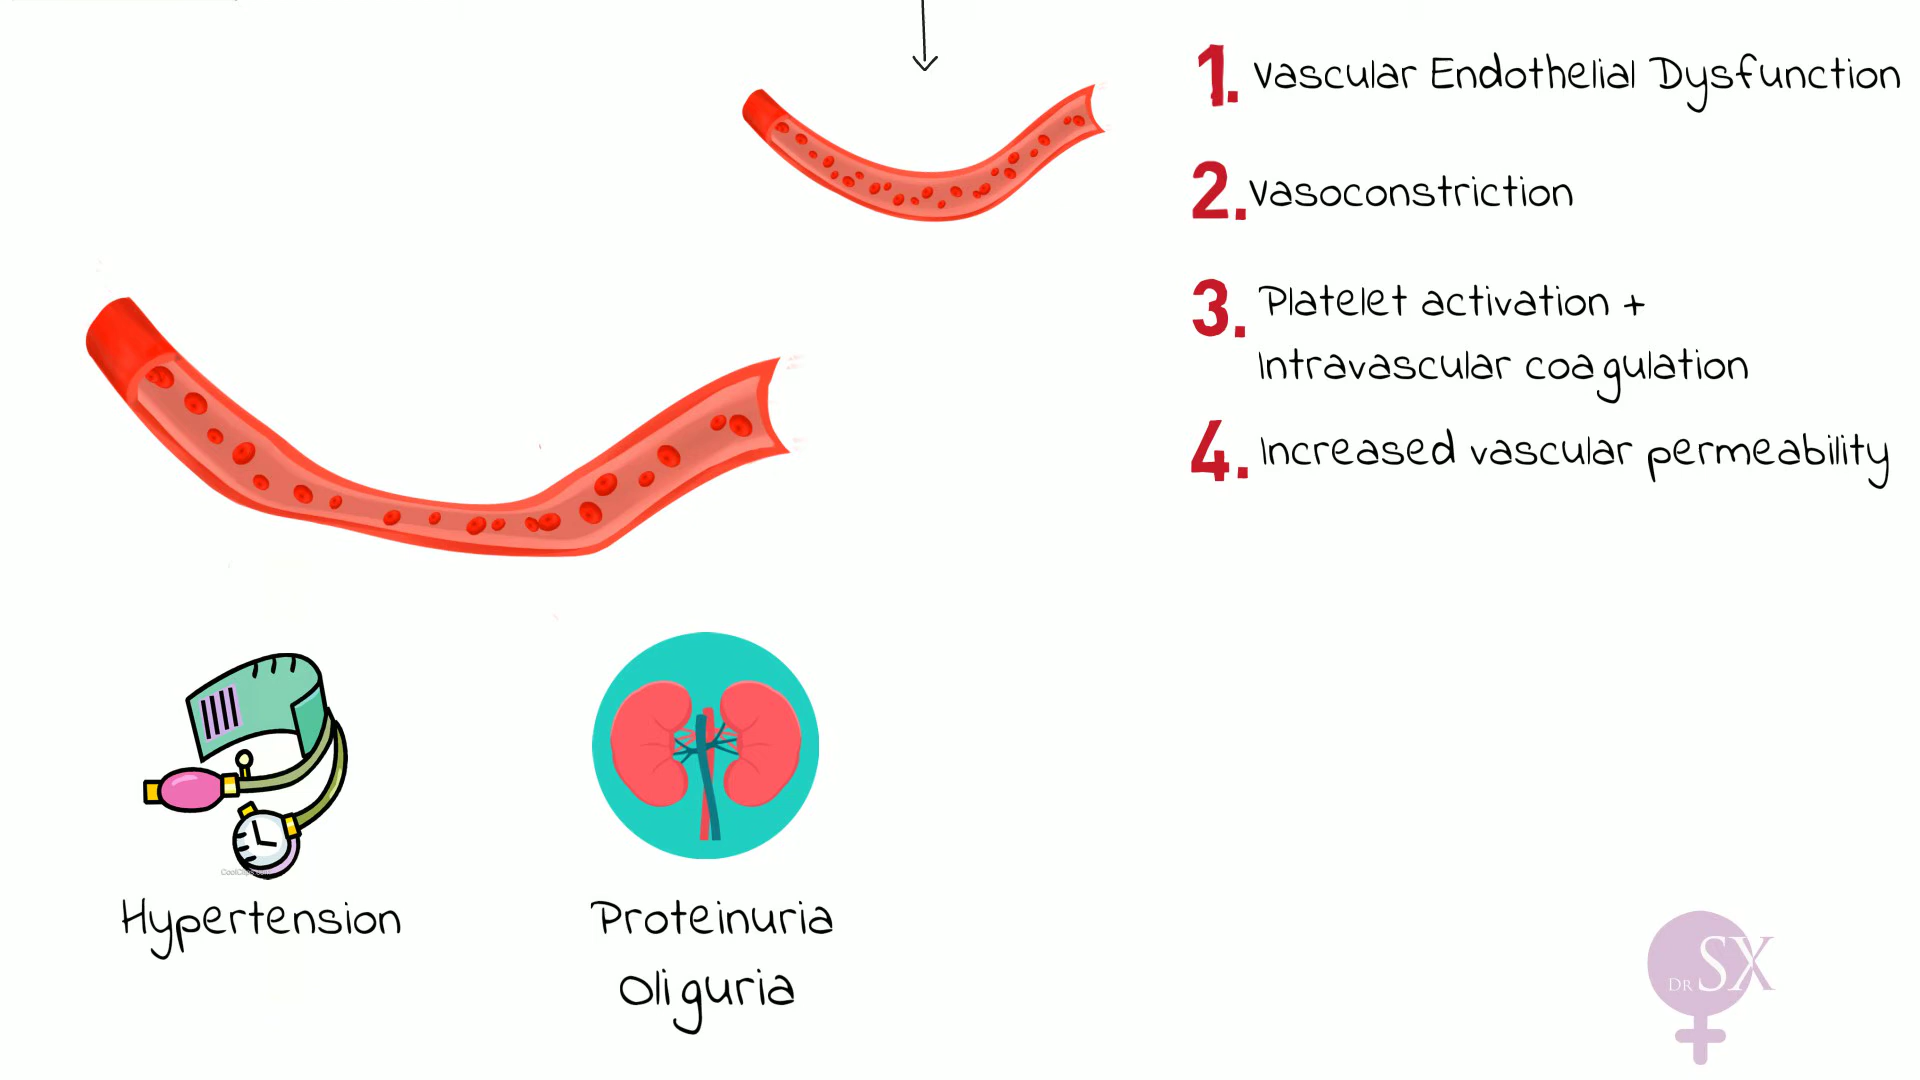 1. Vascular Endothelial Dysfunction
2. Vasoconstriction
3. Platelet activation +
Intravascular coagulation
4. Increased vascular permeability
Hypertension
Proteinuria
Oliguria
DR SX